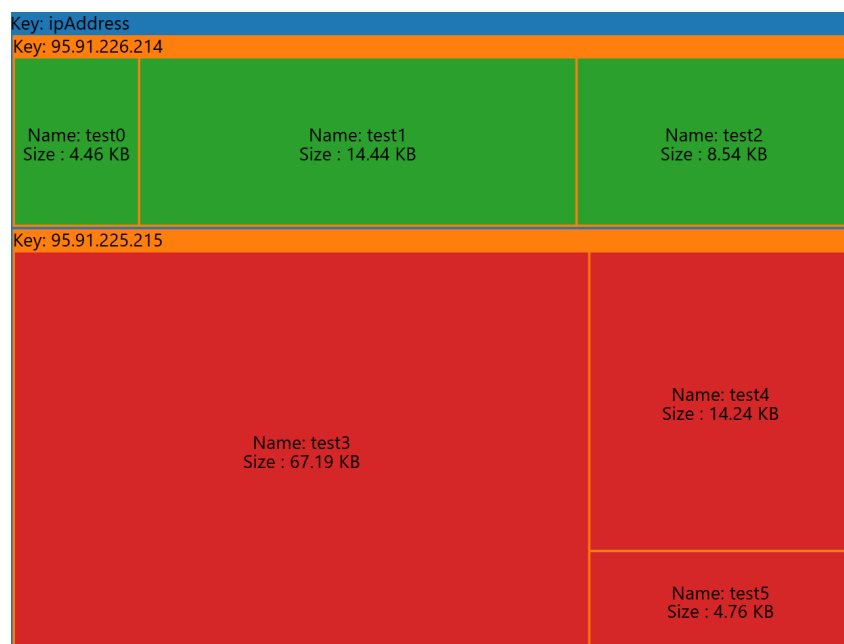 Key: ipAddress
Key: 95.91.226.214
Name: test0
Size : 4.46 KB
Name: test1
Size : 14.44 KB
Name: test2
Size : 8.54 KB
Key: 95.91.225.215
Name: test3
Size : 67.19 KB
Name: test4
Size : 14.24 KB
Name: test5
Size : 4.76 KB